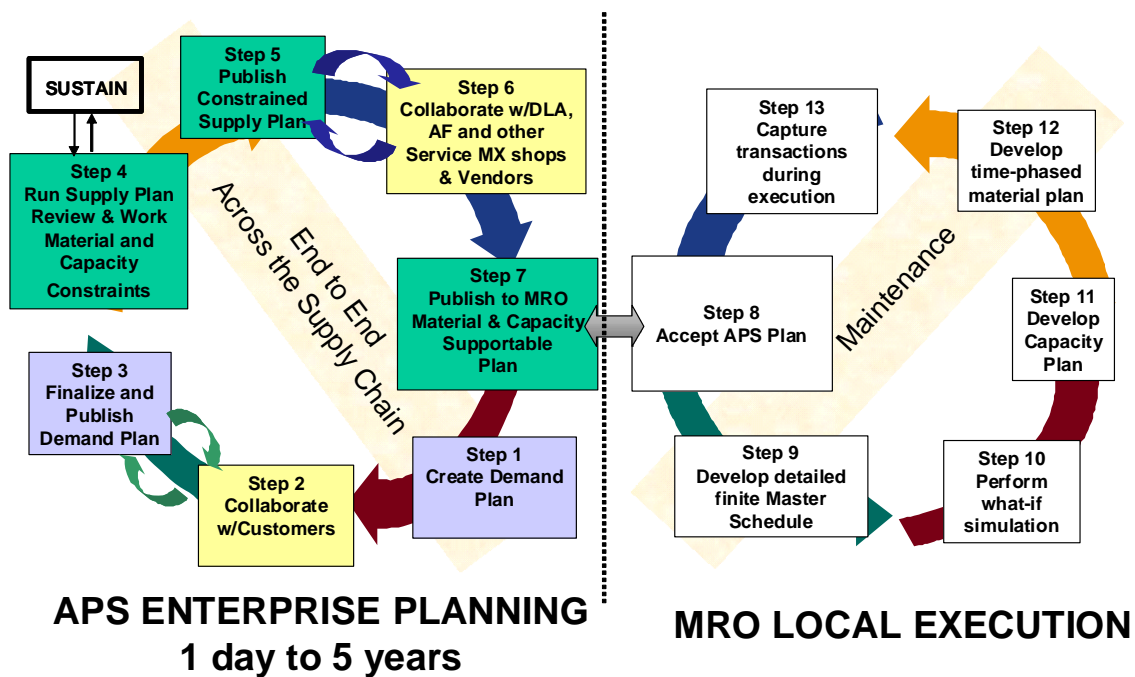 SUSTAIN
Step 5
Publish
Constrained
Supply Plan
Step 6
Collaborate w/DLA,
AF and other
Service MX shops
& Vendors
Step 4
Run Supply Plan
Review & Work
Material and
Capacity
Constraints
End to End
Across the Supply Chain
Step 7
Publish to MRO
Material & Capacity
Supportable
Plan
Step 3
Finalize and
Publish
Demand Plan
Step 2
Collaborate
w/Customers
Step 1
Create Demand
Plan
APS ENTERPRISE PLANNING
1 day to 5 years
Step 13
Capture
transactions
during
execution
Step 12
Develop
time-phased
material plan
Step 8
Accept APS Plan
Maintenance
Step 11
Develop
Capacity
Plan
Step 9
Develop detailed
finite Master
Schedule
Step 10
Perform
what-if
simulation
MRO LOCAL EXECUTION